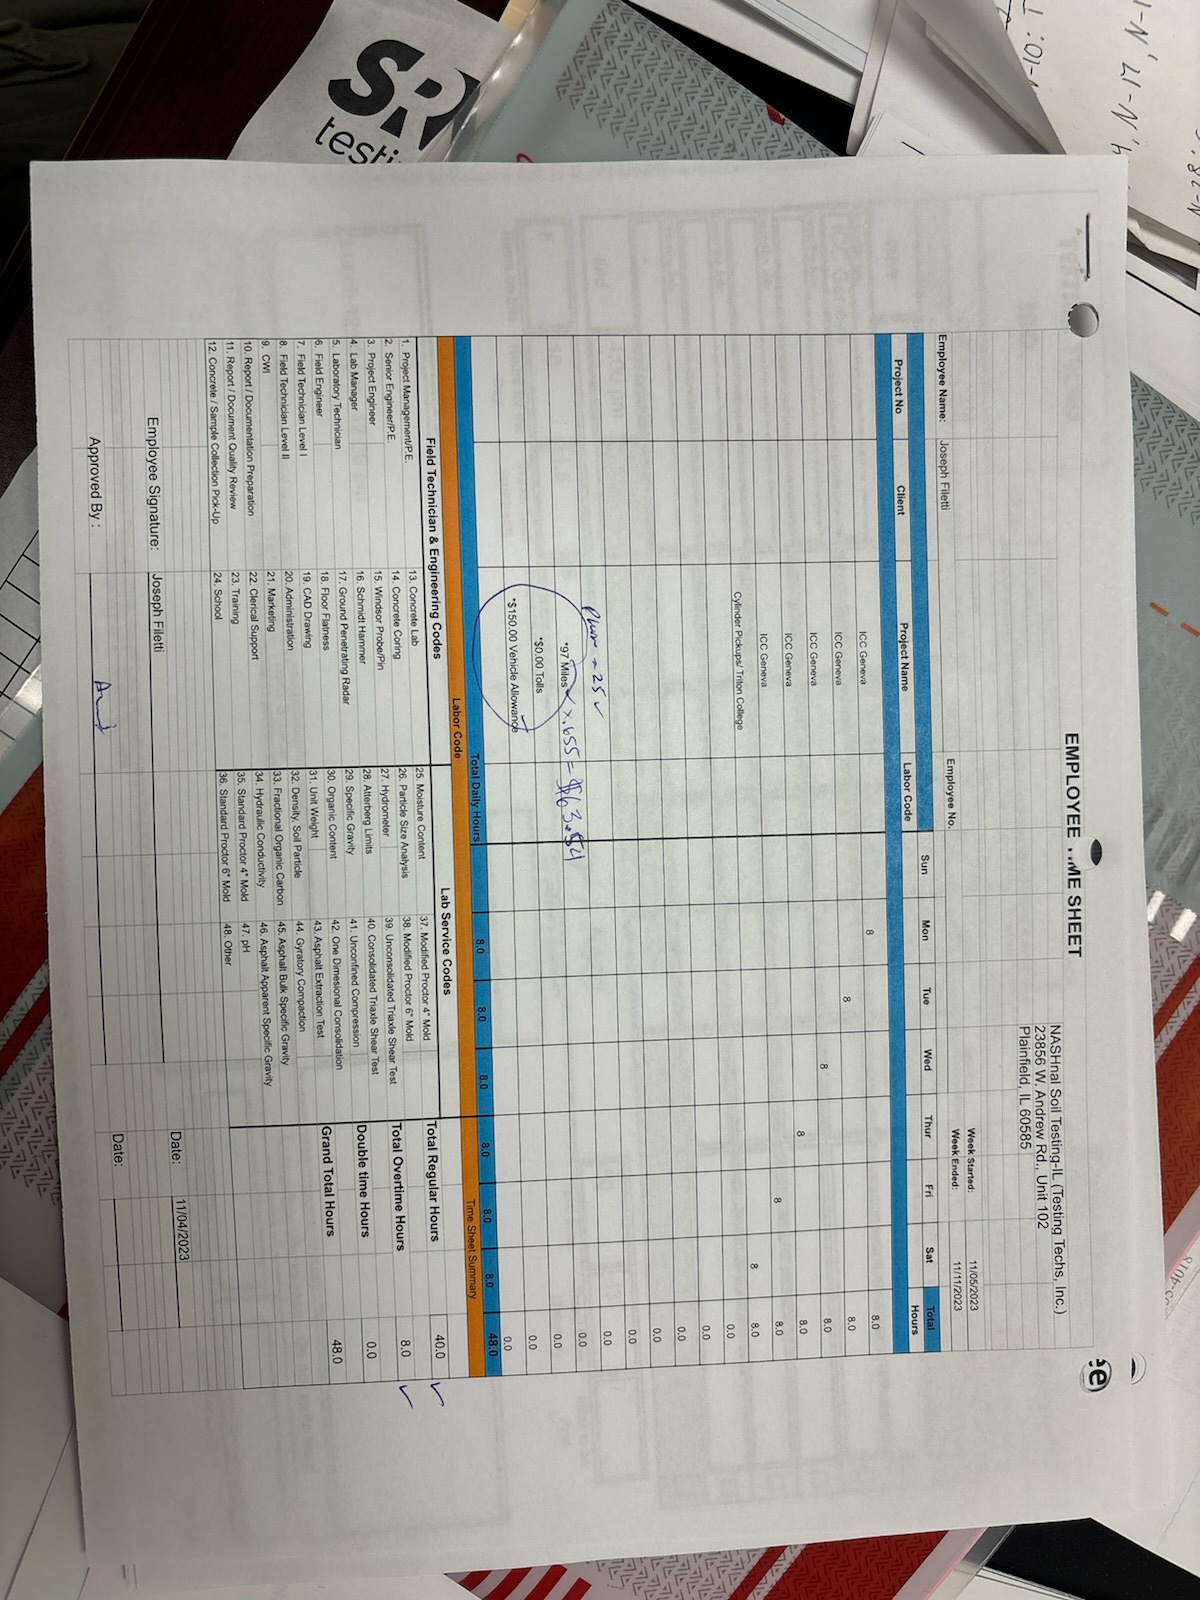 EMPLOYEE TIME SHEET
NASHnal Soil Testing-IL (Testing Techs, Inc.)
23856 W. Andrew Rd., Unit 102
Plainfield, IL 60585
Week Started: 11/05/2023
Week Ended: 11/11/2023
Employee Name: Joseph Filetti Employee No.
Sun Mon Tue Wed Thur Fri Sat Total
Project No Client Project Name Labor Code Hours
ICC Geneva 8 8.0
ICC Geneva 8 8.0
ICC Geneva 8 8.0
ICC Geneva 8 8.0
ICC Geneva 8 8.0
Cylinder Pickups/ Triton College 8 8.0
0.0
0.0
0.0
0.0
0.0
0.0
Phone = 25 ✓
*97 Miles ✓ x.655 = $63.54 0.0
*$0.00 Tolls 0.0
*$150.00 Vehicle Allowance 0.0
0.0
Total Daily Hours 8.0 8.0 8.0 8.0 8.0 8.0 48.0
Labor Code
Time Sheet Summary
Field Technician & Engineering Codes
Lab Service Codes
1. Project Management/P.E.
2. Senior Engineer/P.E.
3. Project Engineer
4. Lab Manager
5. Laboratory Technician
6. Field Engineer
7. Field Technician Level I
8. Field Technician Level II
9. CWI
10. Report / Documentation Preparation
11. Report / Document Quality Review
12. Concrete / Sample Collection Pick-Up
13. Concrete Lab
14. Concrete Coring
15. Windsor Probe/Pin
16. Schmidt Hammer
17. Ground Penetrating Radar
18. Floor Flatness
19. CAD Drawing
20. Administration
21. Marketing
22. Clerical Support
23. Training
24. School
25. Moisture Content
26. Particle Size Analysis
27. Hydrometer
28. Atterberg Limits
29. Specific Gravity
30. Organic Content
31. Unit Weight
32. Density, Soil Particle
33. Fractional Organic Carbon
34. Hydraulic Conductivity
35. Standard Proctor 4" Mold
36. Standard Proctor 6" Mold
37. Modified Proctor 4" Mold
38. Modified Proctor 6" Mold
39. Unconsolidated Triaxle Shear Test
40. Consolidated Triaxle Shear Test
41. Unconfined Compression
42. One Dimesional Consolidation
43. Asphalt Extraction Test
44. Gyratory Compaction
45. Asphalt Bulk Specific Gravity
46. Asphalt Apparent Specific Gravity
47. pH
48. Other
Total Regular Hours 40.0 ✓
Total Overtime Hours 8.0 ✓
Double time Hours 0.0
Grand Total Hours 48.0
Employee Signature: Joseph Filetti Date: 11/04/2023
Approved By : Date: